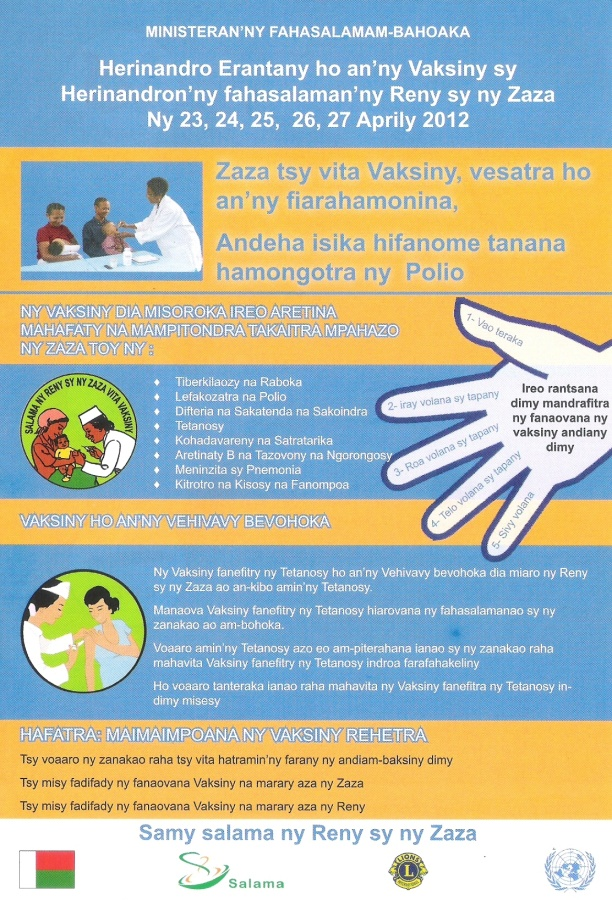 MINISTERAN'NY FAHASALAMAM-BAHOAKA
Herinandro Erantany ho an'ny Vaksiny sy
Herinandron'ny fahasalaman'ny Reny sy ny Zaza
Ny 23, 24, 25, 26, 27 Aprily 2012
Zaza tsy vita Vaksiny, vesatra ho
an'ny fiarahamonina,
Andeha isika hifanome tanana
hamongotra ny Polio
NY VAKSINY DIA MISOROKA IREO ARETINA
MAHAFATY NA MAMPITONDRA TAKAITRA MPAHAZO
NY ZAZA TOY NY :
SALAMA NY RENY SY NY ZAZA VITA VAKSINY
♦ Tiberkilaozy na Raboka
♦ Lefakozatra na Polio
♦ Difteria na Sakatenda na Sakoindra
♦ Tetanosy
♦ Kohadavareny na Satratarika
♦ Aretinaty B na Tazovony na Ngorongosy
♦ Meninzita sy Pnemonia
♦ Kitrotro na Kisosy na Fanompoa
1- Vao teraka
2- iray volana sy tapany
3- Roa volana sy tapany
4- Telo volana sy tapany
5- Sivy volana
Ireo rantsana
dimy mandrafitra
ny fanaovana ny
vaksiny andiany
dimy
VAKSINY HO AN'NY VEHIVAVY BEVOHOKA
Ny Vaksiny fanefitry ny Tetanosy ho an'ny Vehivavy bevohoka dia miaro ny Reny
sy ny Zaza ao an-kibo amin'ny Tetanosy.
Manaova Vaksiny fanefitry ny Tetanosy hiarovana ny fahasalamanao sy ny
zanakao ao am-bohoka.
Voaaro amin'ny Tetanosy azo eo am-piterahana ianao sy ny zanakao raha
mahavita Vaksiny fanefitry ny Tetanosy indroa farafahakeliny
Ho voaaro tanteraka ianao raha mahavita ny Vaksiny fanefitra ny Tetanosy in-
dimy misesy
HAFATRA: MAIMAIMPOANA NY VAKSINY REHETRA
Tsy voaaro ny zanakao raha tsy vita hatramin'ny farany ny andiam-baksiny dimy
Tsy misy fadifady ny fanaovana Vaksiny na marary aza ny Zaza
Tsy misy fadifady ny fanaovana Vaksiny na marary aza ny Reny
Samy salama ny Reny sy ny Zaza
Salama
LIONS
L
INTERNATIONAL